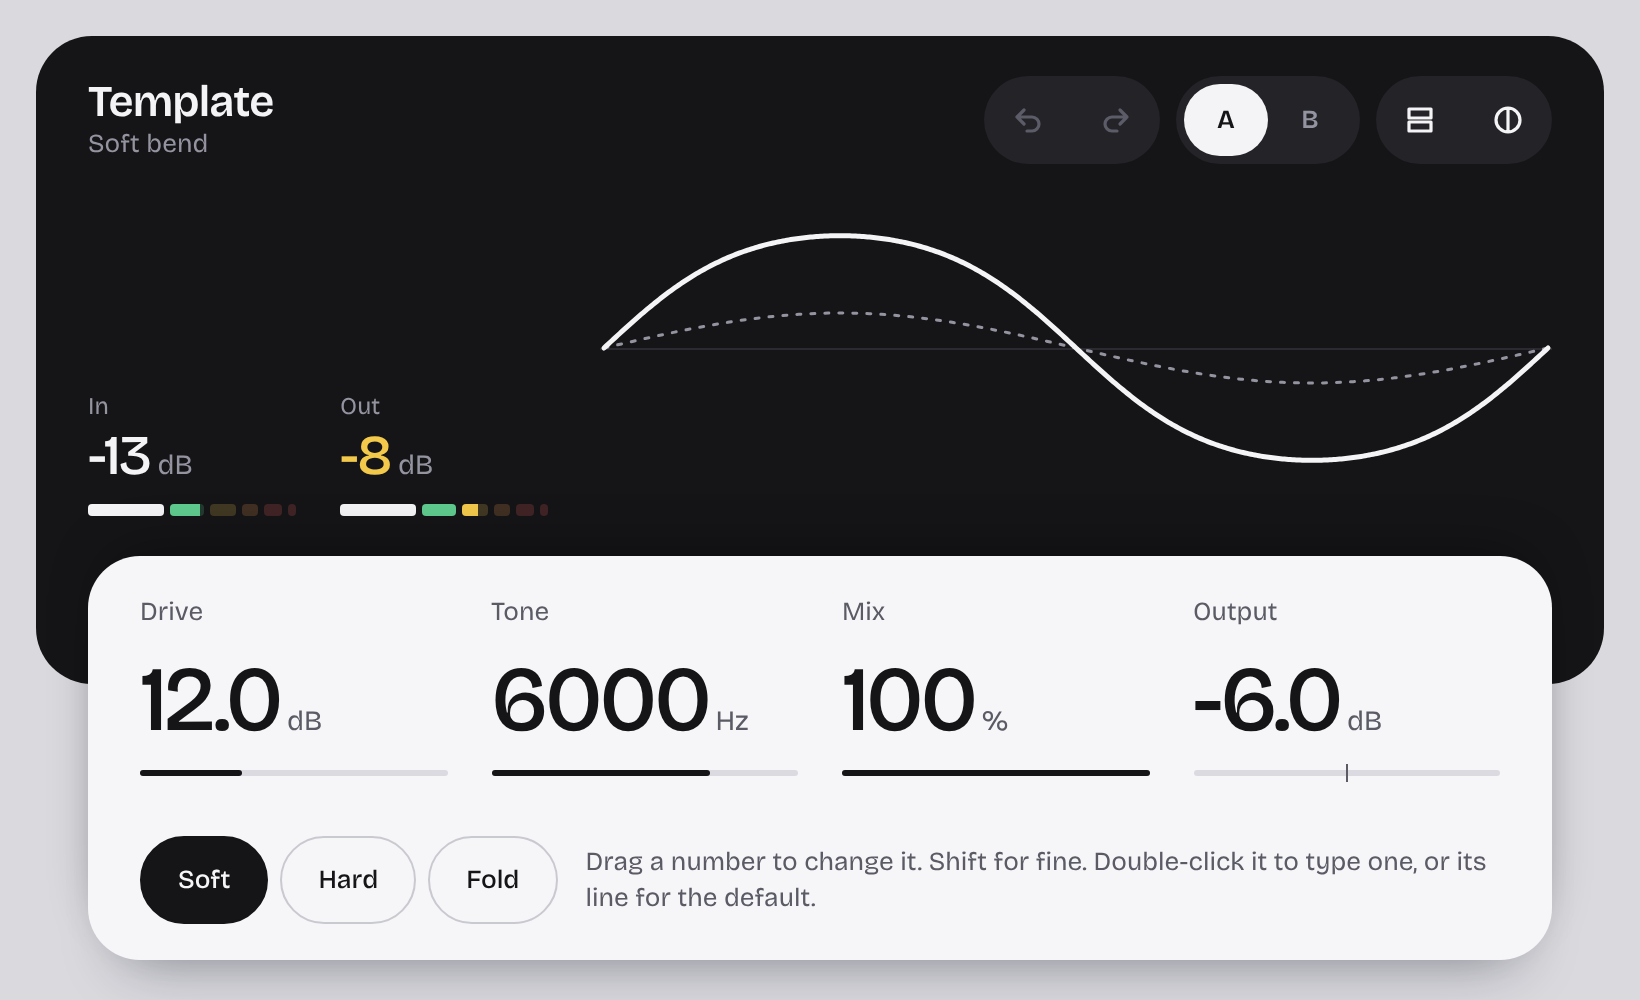 Template
Soft bend
A
B
In
-13 dB
Out
-8 dB
Drive
12.0 dB
Tone
6000 Hz
Mix
100 %
Output
-6.0 dB
Soft
Hard
Fold
Drag a number to change it. Shift for fine. Double-click it to type one, or its
line for the default.